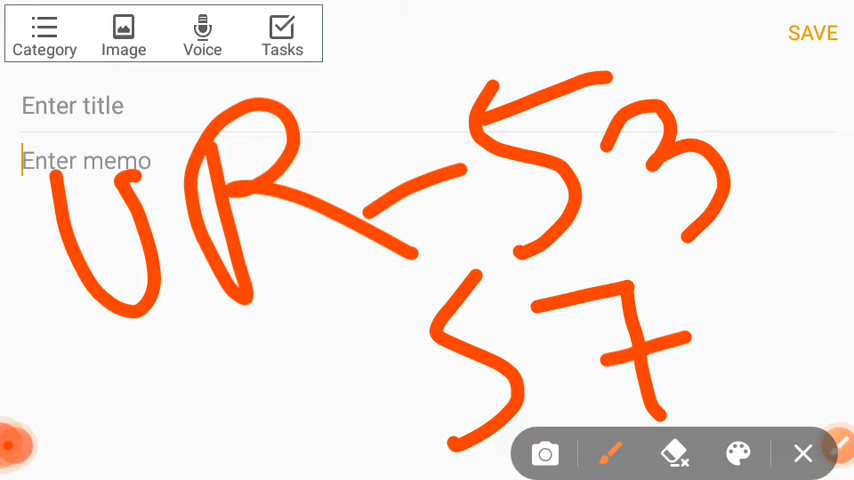 Category Image Voice Tasks
SAVE
Enter title
Enter memo
UR - 53
57